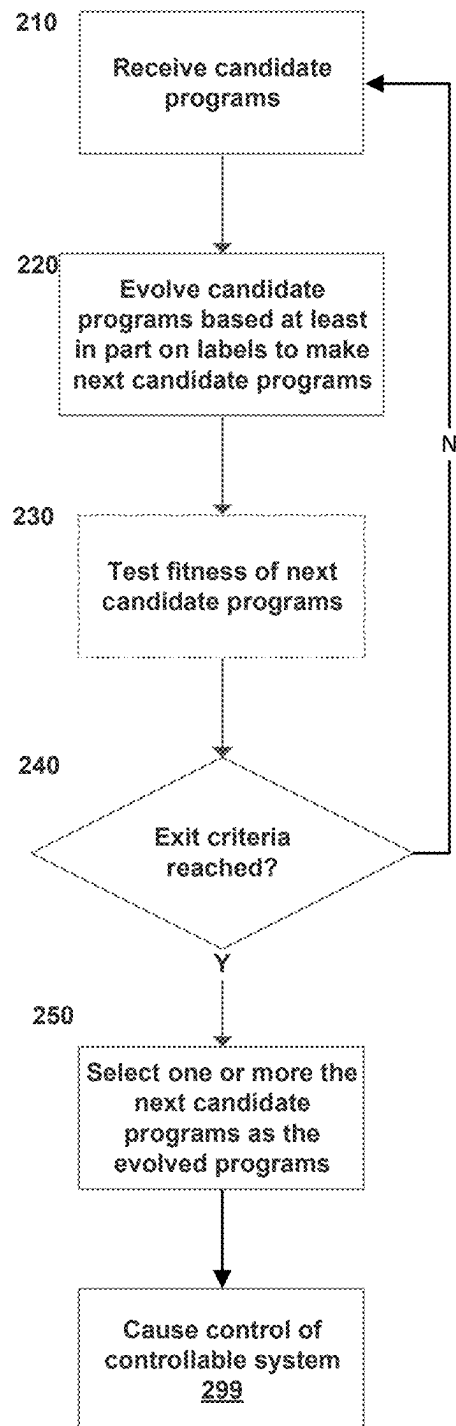 210
Receive candidate
programs
220
Evolve candidate
programs based at least
in part on labels to make
next candidate programs
N
230
Test fitness of next
candidate programs
240
Exit criteria
reached?
Y
250
Select one or more the
next candidate
programs as the
evolved programs
Cause control of
controllable system
299